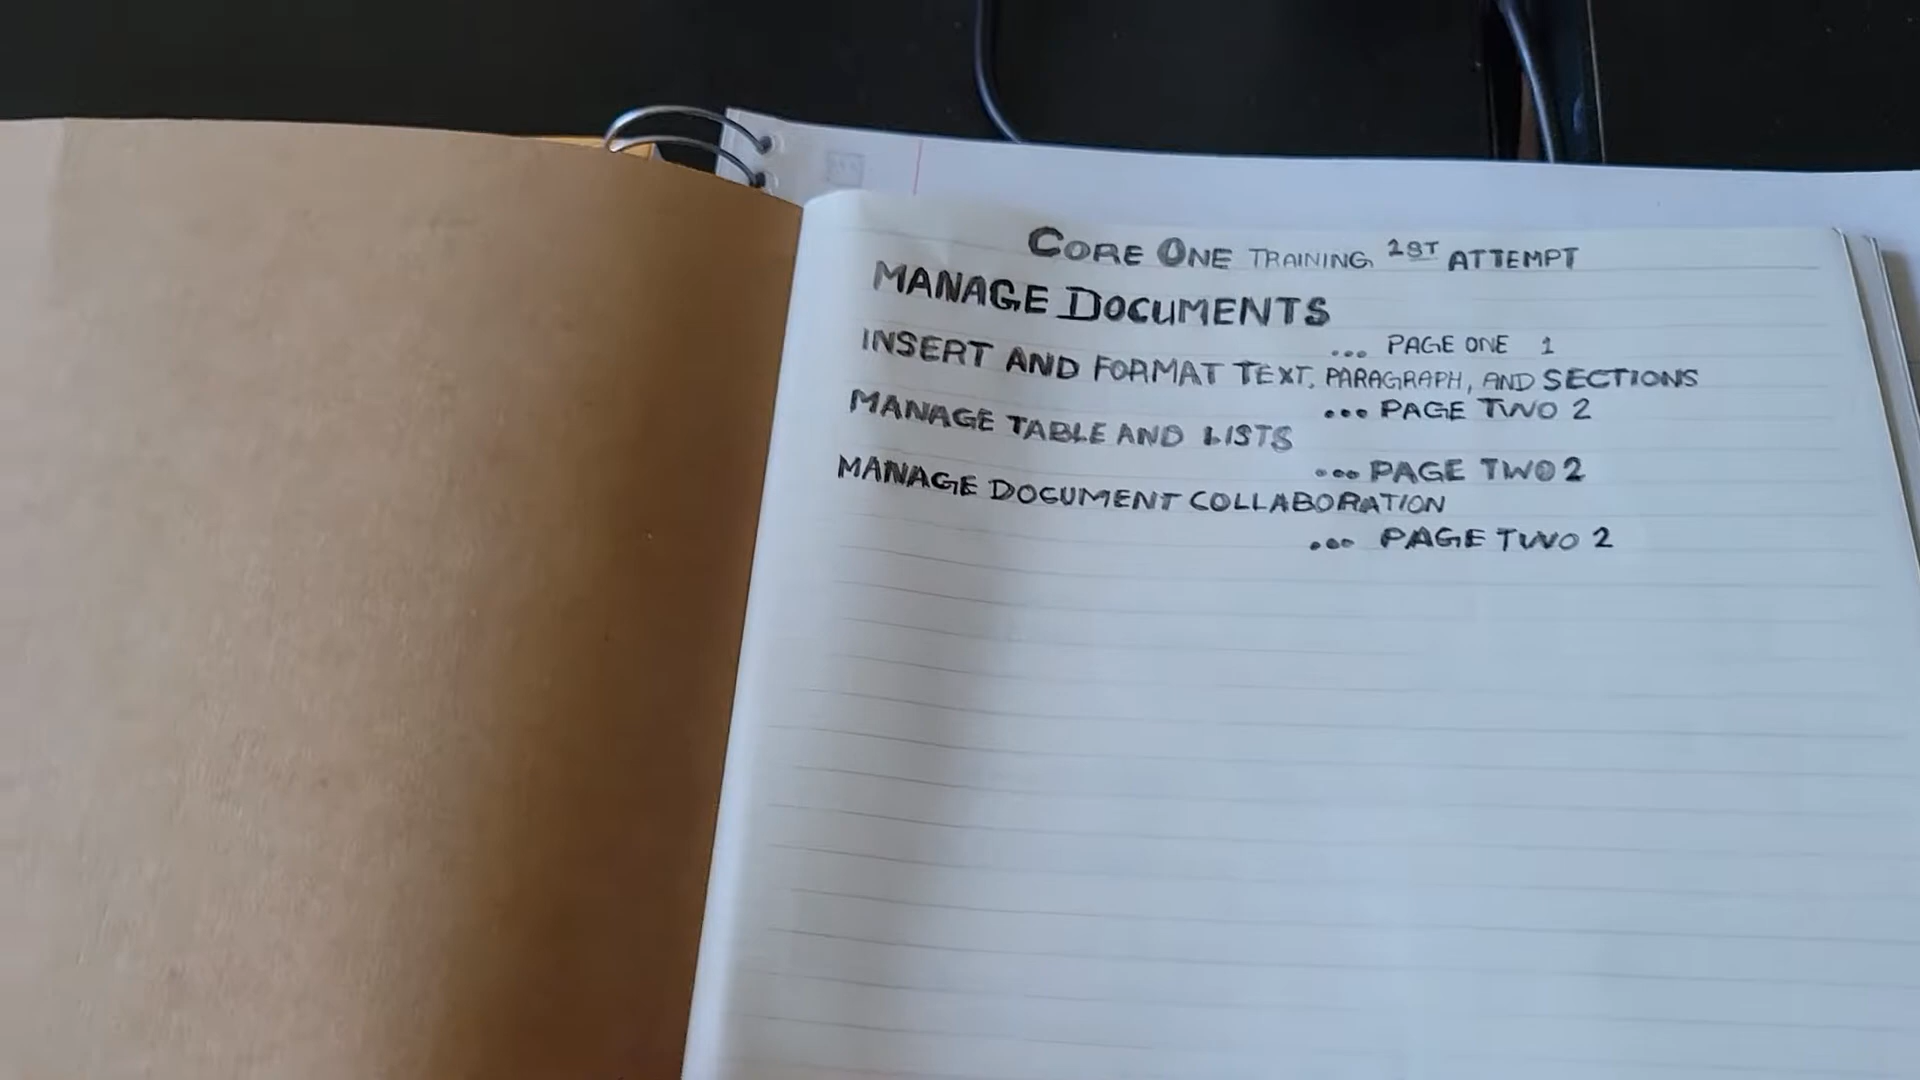 CORE ONE TRAINING 1ST ATTEMPT
MANAGE DOCUMENTS
... PAGE ONE 1
INSERT AND FORMAT TEXT, PARAGRAPH, AND SECTIONS
... PAGE TWO 2
MANAGE TABLE AND LISTS
... PAGE TWO 2
MANAGE DOCUMENT COLLABORATION
... PAGE TWO 2